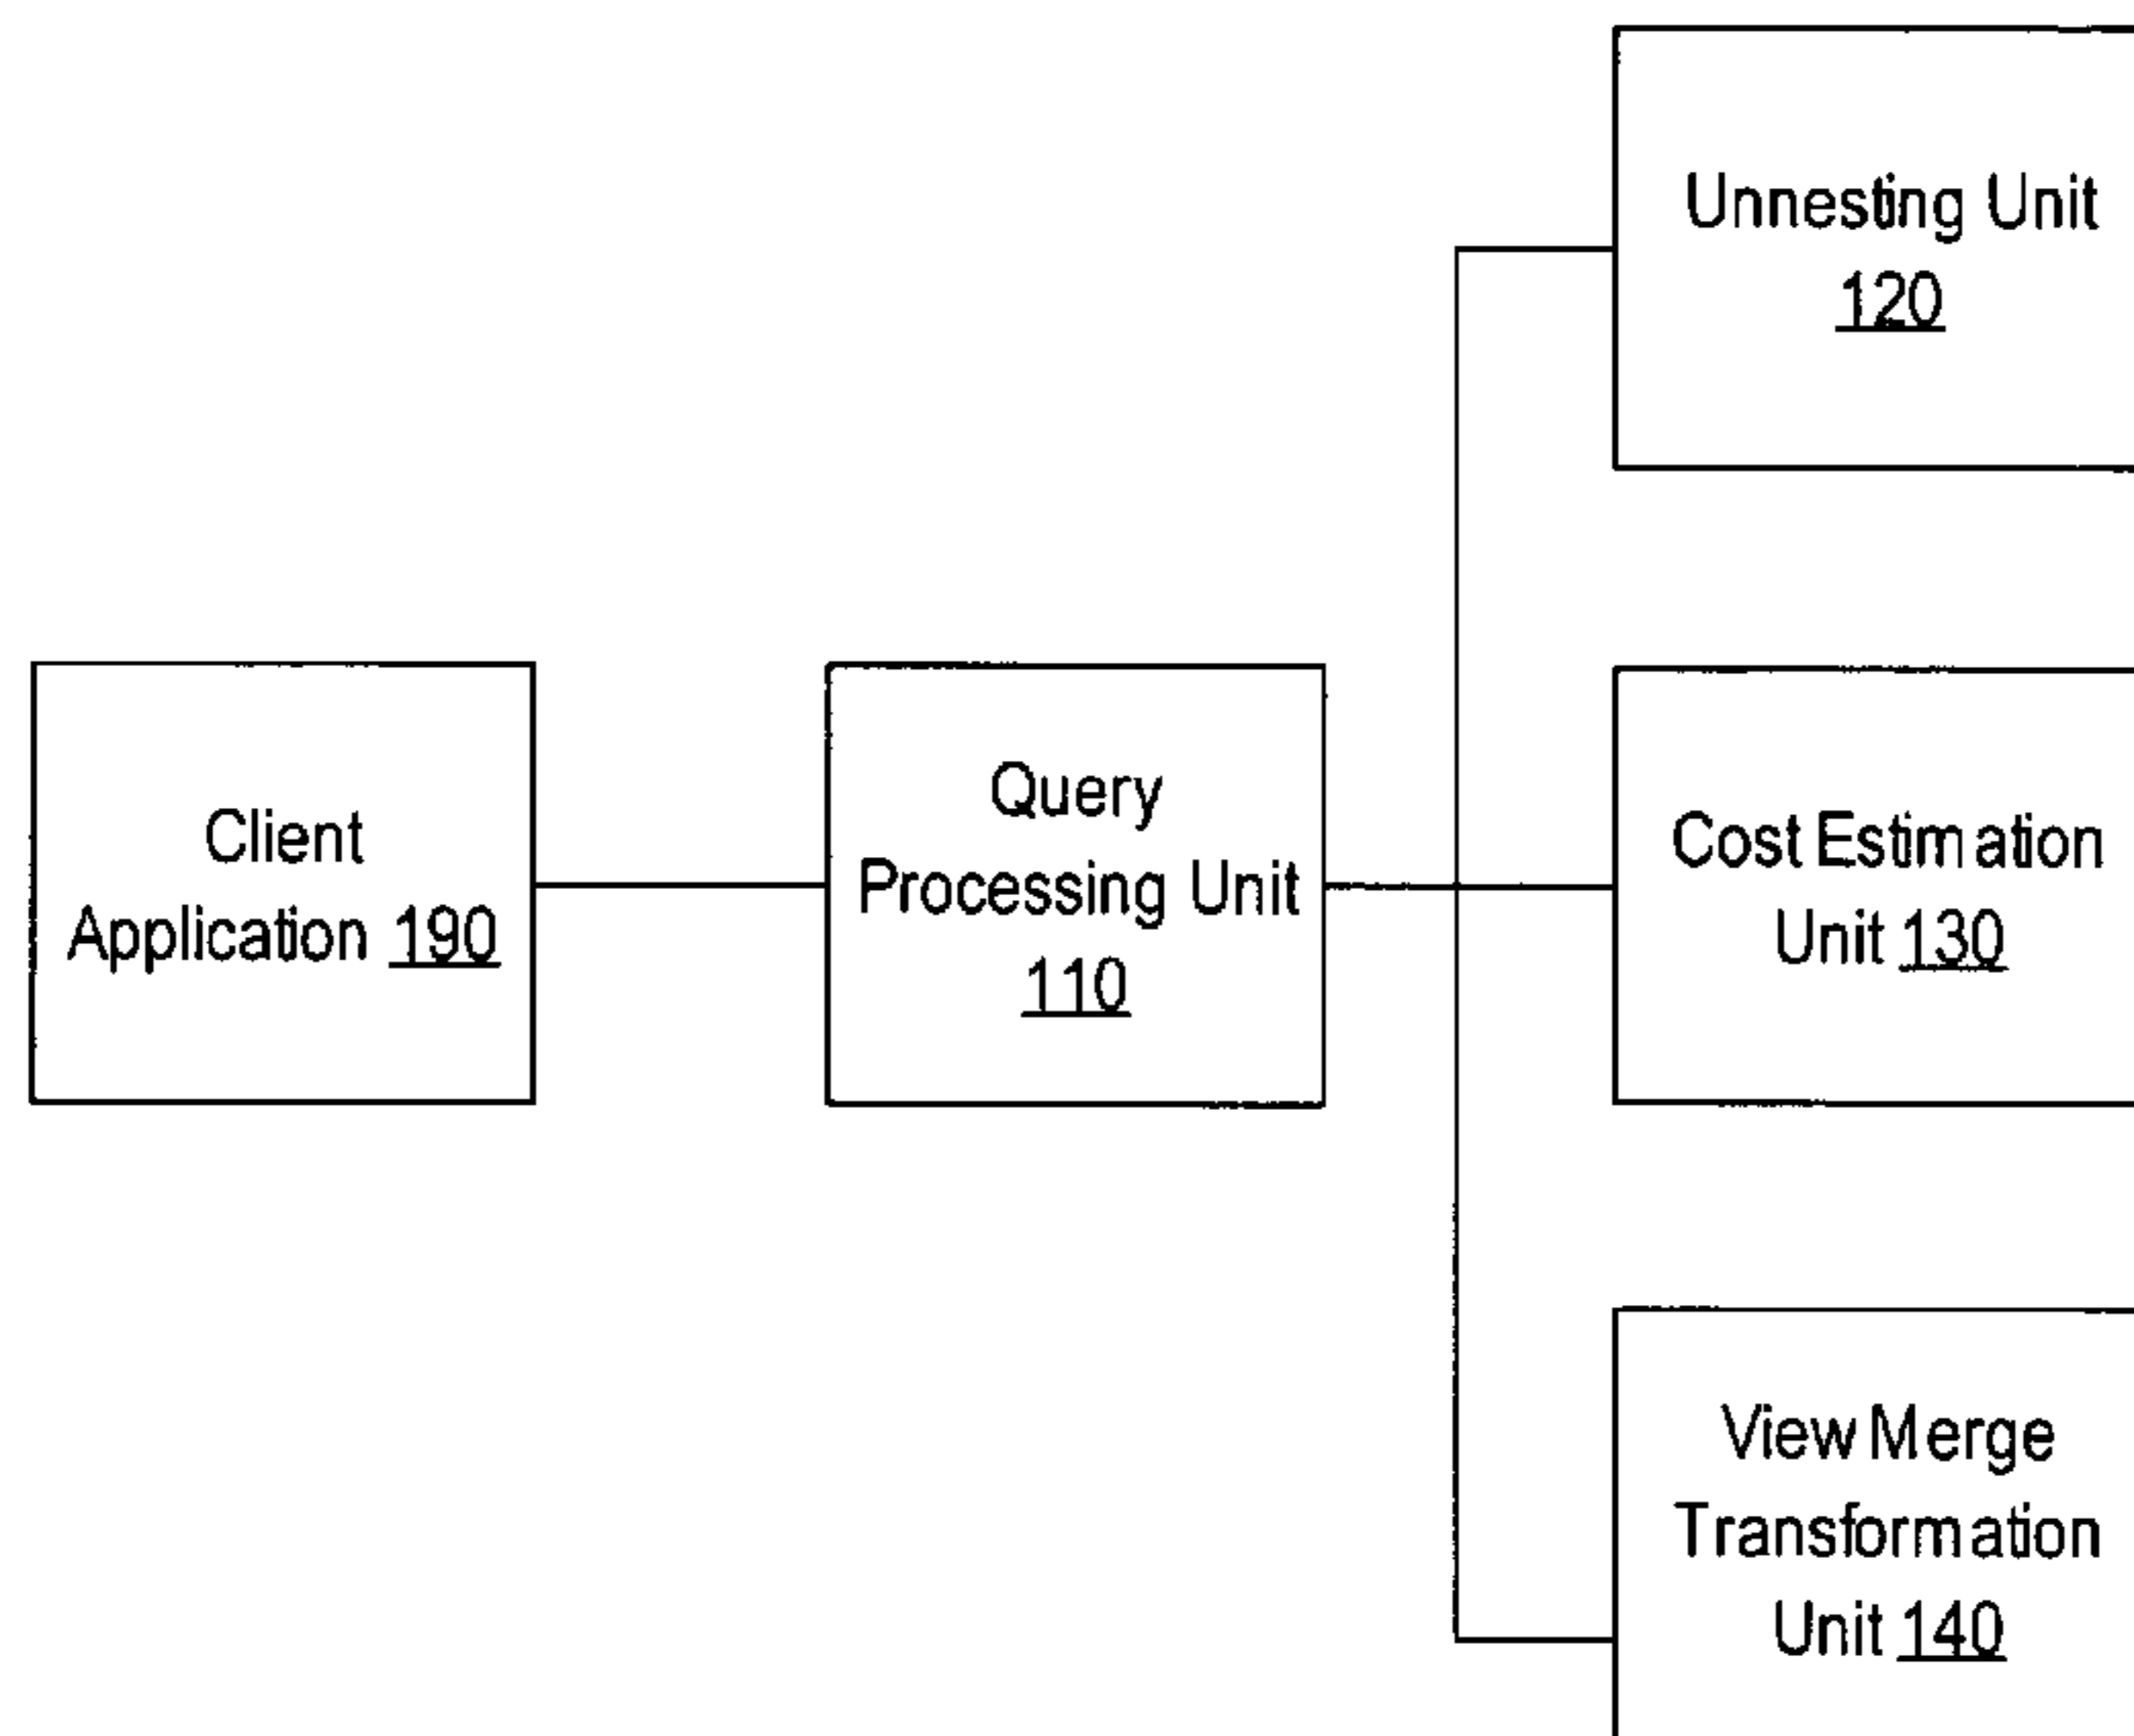 Unnesting Unit
120
Client
Application 190
Query
Processing Unit
110
Cost Estimation
Unit 130
View Merge
Transformation
Unit 140